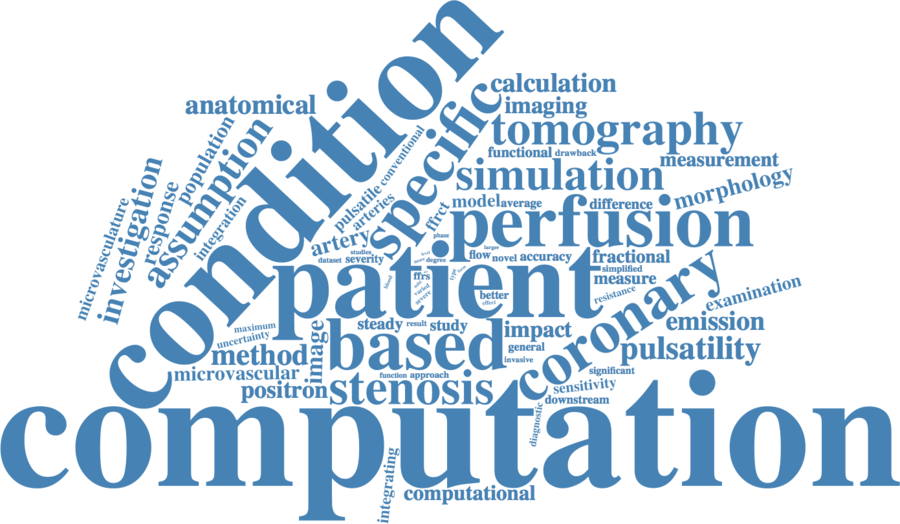 condition
calculation
anatomical
imaging
specific
tomography
population
assumption
conventional
functional
drawback
measurement
investigation
response
integration
pulsatile
arteries
simulation
morphology
microvasculature
ffrct
model
average
difference
artery
phase
perfusion
studies
larger
dataset
severity
degree
flow
novel
accuracy
fractional
simplified
patient
ffrs
measure
better
effect
severe
resistance
coronary
examination
maximum
uncertainty
steady
result
study
impact
emission
method
image
based
general
invasive
pulsatility
microvascular
function
approach
significant
positron
stenosis
sensitivity
downstream
diagnostic
computation
integrating
computational